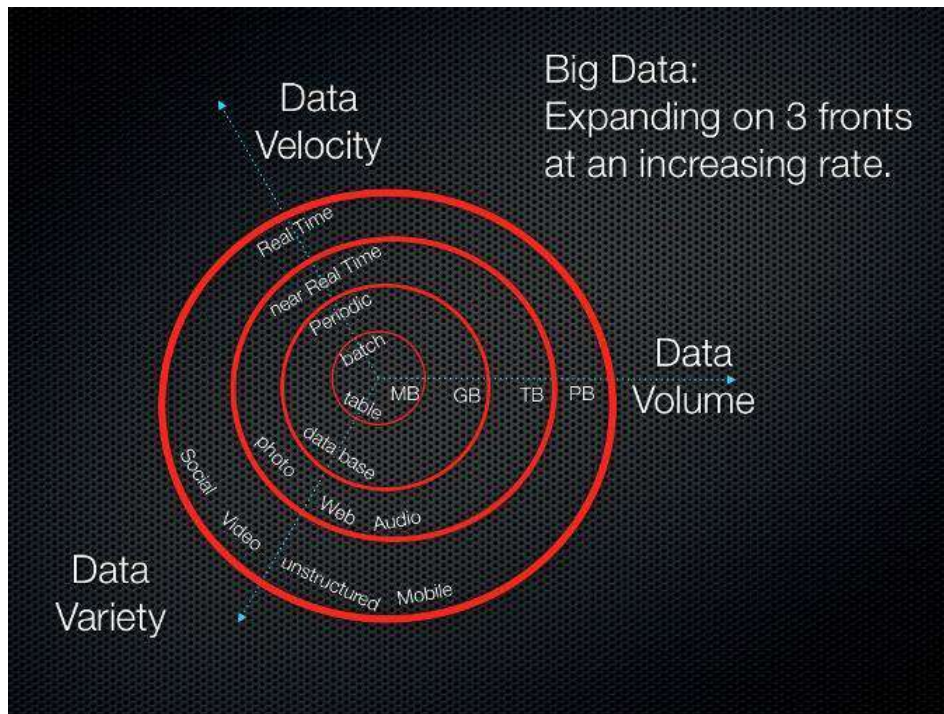 Big Data:
Expanding on 3 fronts
at an increasing rate.
Data
Velocity
Real Time
near Real Time
Periodic
batch
Data
Volume
MB GB TB PB
table
data base
photo Web Audio
Social Video unstructured Mobile
Data
Variety